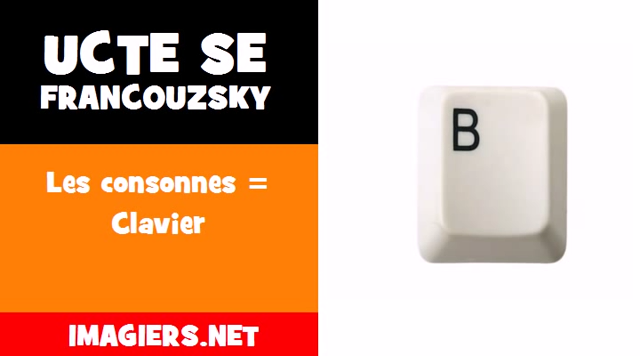 UCTE SE
FRANCOUZSKY
Les consonnes =
Clavier
IMAGIERS.NET
B